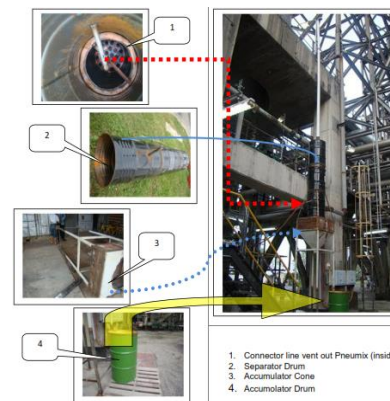 1
2
3
4
1. Connector line vent out Pneumix (insid
2. Separator Drum
3. Accumulator Cone
4. Accumolator Drum